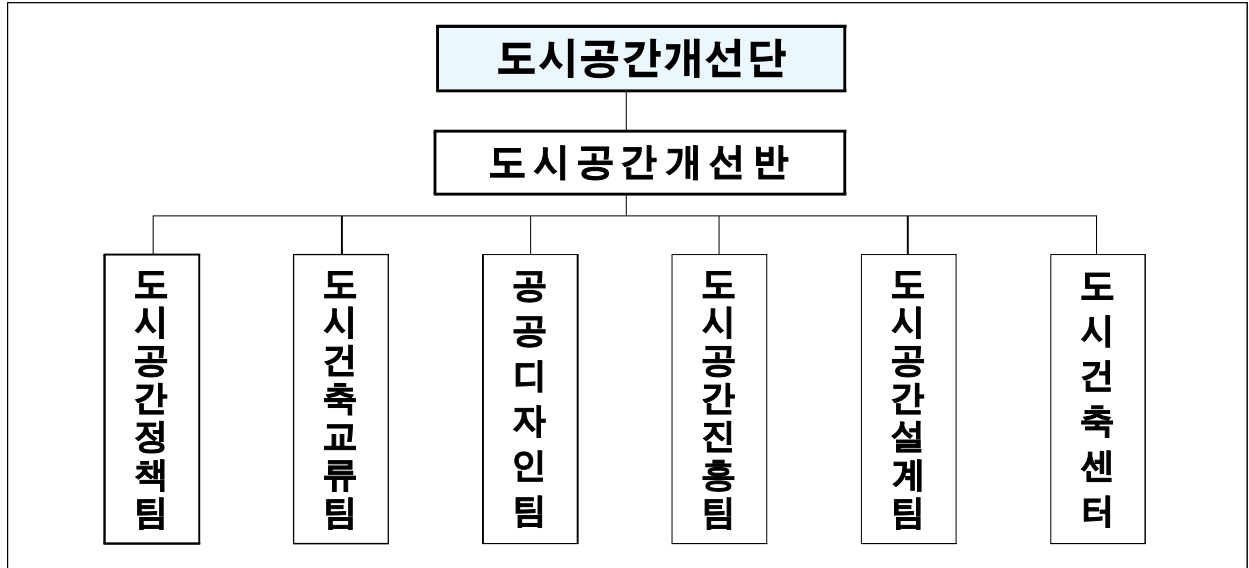 도시공간개선단
도시공간개선반
도시공간정책팀
도시건축교류팀
공공디자인팀
도시공간진흥팀
도시공간설계팀
도시건축센터